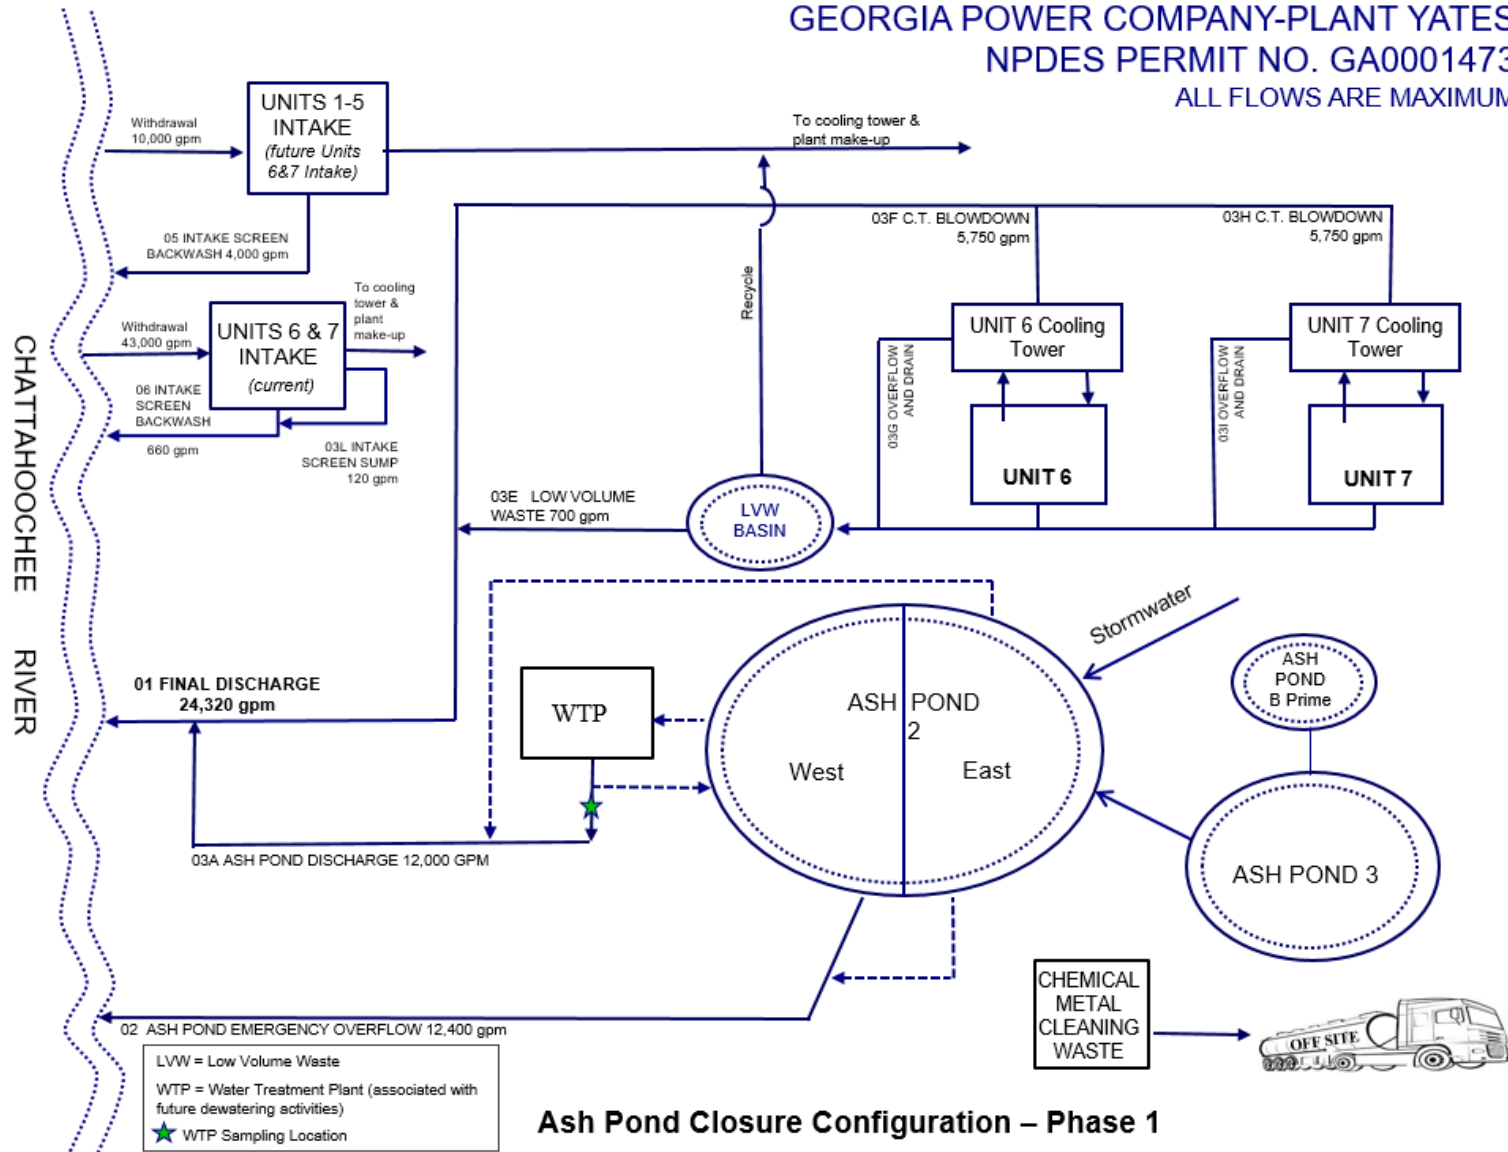 GEORGIA POWER COMPANY-PLANT YATES
NPDES PERMIT NO. GA0001473
ALL FLOWS ARE MAXIMUM
UNITS 1-5
INTAKE
(future Units
6&7 Intake)
Withdrawal
10,000 gpm
To cooling tower &
plant make-up
05 INTAKE SCREEN
BACKWASH 4,000 gpm
03F C.T. BLOWDOWN
5,750 gpm
03H C.T. BLOWDOWN
5,750 gpm
Recycle
To cooling
tower &
plant
make-up
Withdrawal
43,000 gpm
UNITS 6 & 7
INTAKE
(current)
06 INTAKE
SCREEN
BACKWASH
660 gpm
03L INTAKE
SCREEN SUMP
120 gpm
UNIT 6 Cooling
Tower
UNIT 7 Cooling
Tower
03G OVERFLOW
AND DRAIN
03I OVERFLOW
AND DRAIN
UNIT 6
UNIT 7
CHATTAHOOCHEE RIVER
03E LOW VOLUME
WASTE 700 gpm
LVW
BASIN
Stormwater
01 FINAL DISCHARGE
24,320 gpm
WTP
ASH POND
2
West
East
ASH
POND
B Prime
ASH POND 3
03A ASH POND DISCHARGE 12,000 GPM
02 ASH POND EMERGENCY OVERFLOW 12,400 gpm
CHEMICAL
METAL
CLEANING
WASTE
OFF SITE
LVW = Low Volume Waste
WTP = Water Treatment Plant (associated with
future dewatering activities)
WTP Sampling Location
Ash Pond Closure Configuration – Phase 1